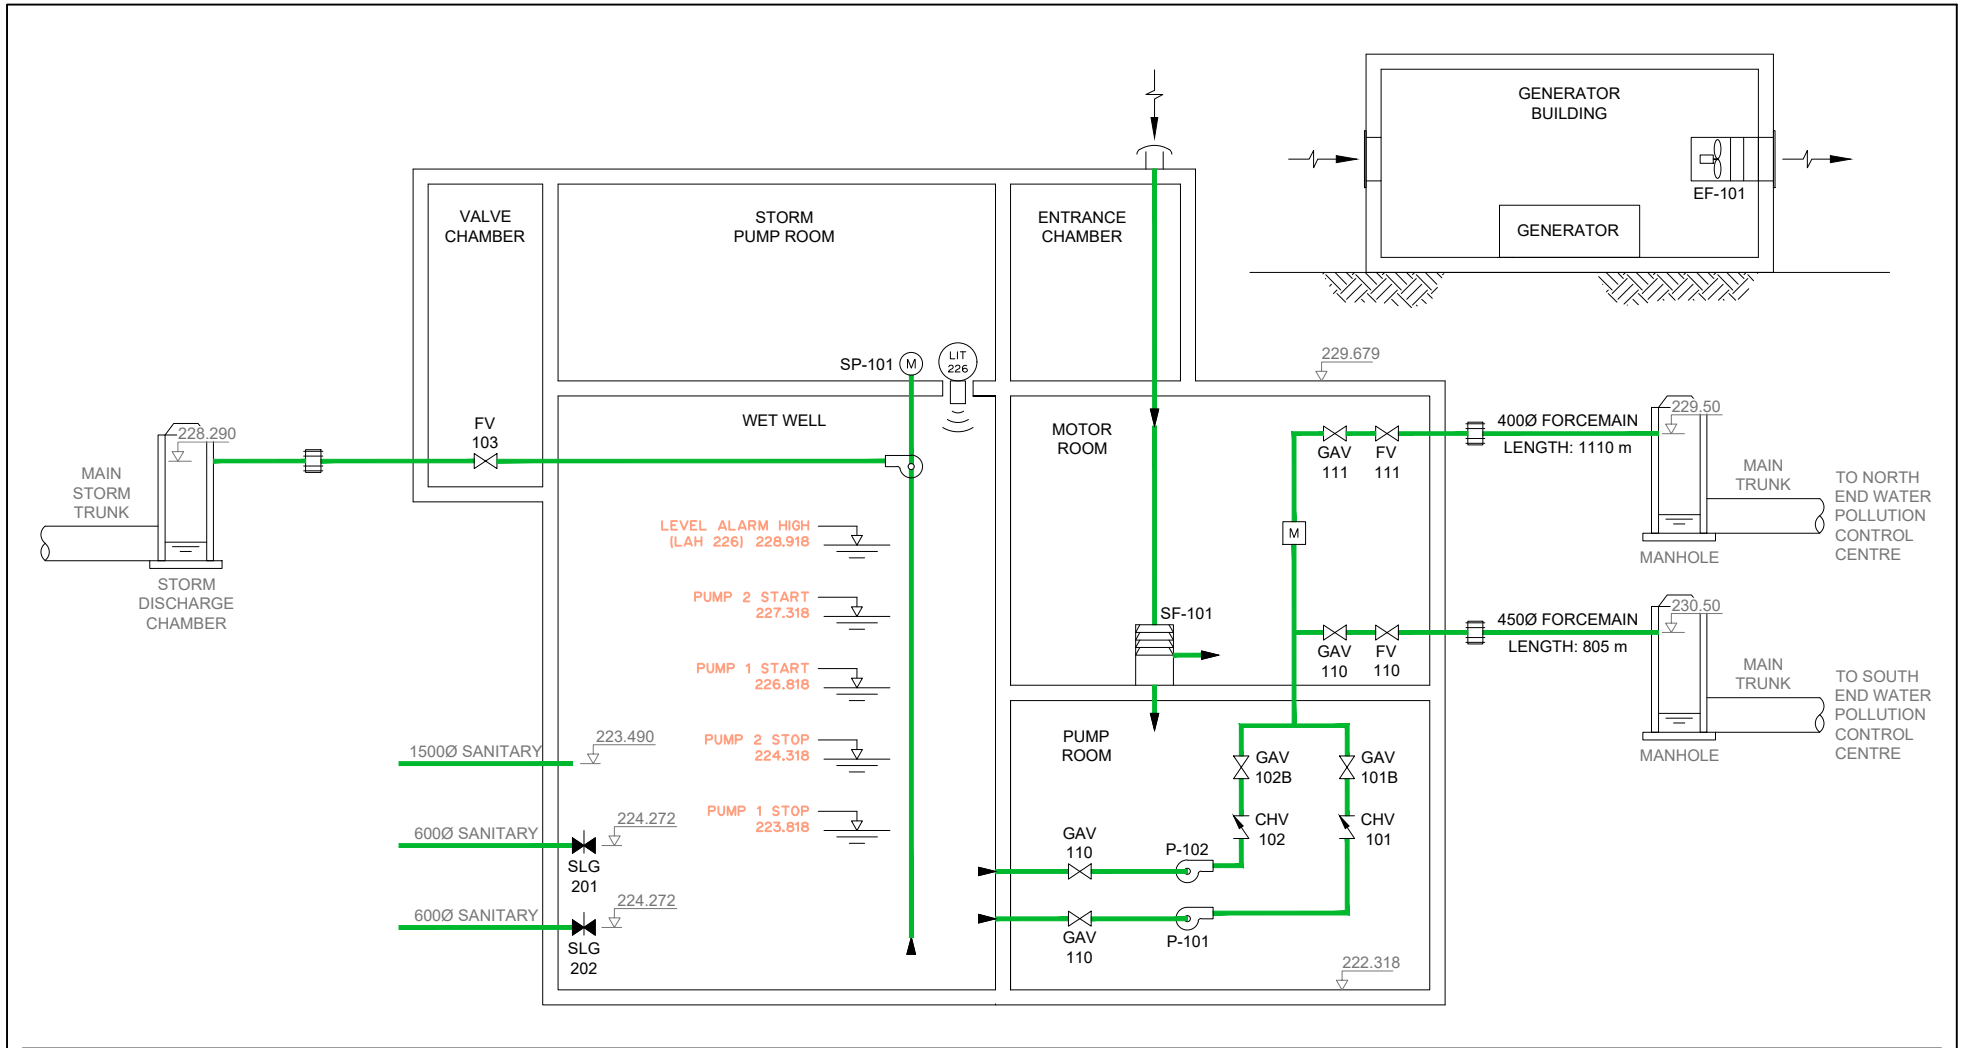 GENERATOR
BUILDING
EF-101
GENERATOR
VALVE
CHAMBER
STORM
PUMP ROOM
ENTRANCE
CHAMBER
SP-101
M
LIT
226
229.679
WET WELL
FV
103
228.290
MAIN
STORM
TRUNK
STORM
DISCHARGE
CHAMBER
MOTOR
ROOM
GAV
111
FV
111
400Ø FORCEMAIN
LENGTH: 1110 m
229.50
MAIN
TRUNK
MANHOLE
TO NORTH
END WATER
POLLUTION
CONTROL
CENTRE
LEVEL ALARM HIGH
(LAH 226) 228.918
M
PUMP 2 START
227.318
SF-101
GAV
110
FV
110
450Ø FORCEMAIN
LENGTH: 805 m
230.50
MAIN
TRUNK
MANHOLE
TO SOUTH
END WATER
POLLUTION
CONTROL
CENTRE
PUMP 1 START
226.818
PUMP 2 STOP
224.318
PUMP 1 STOP
223.818
1500Ø SANITARY
223.490
600Ø SANITARY
224.272
SLG
201
600Ø SANITARY
224.272
SLG
202
PUMP
ROOM
GAV
102B
GAV
101B
CHV
102
CHV
101
GAV
110
P-102
GAV
110
P-101
222.318